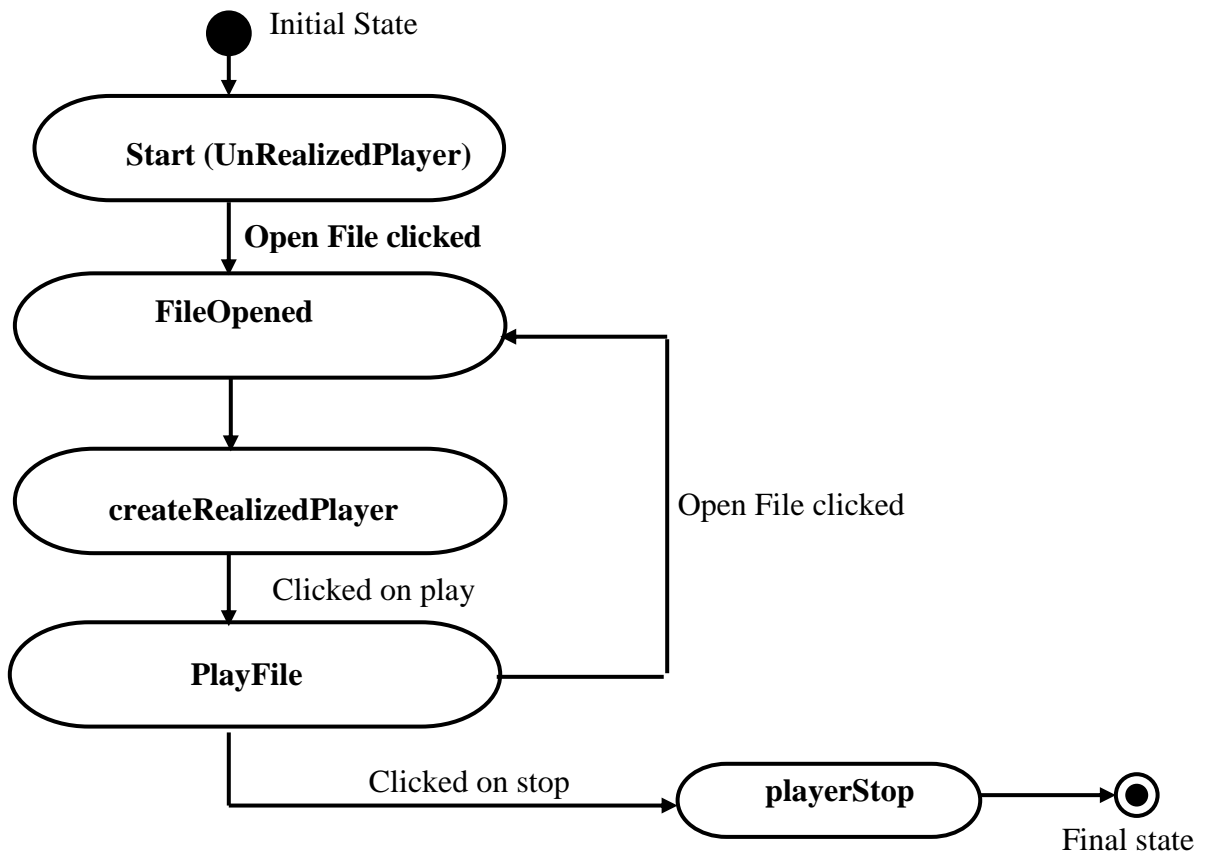 Initial State
Start (UnRealizedPlayer)
Open File clicked
FileOpened
createRealizedPlayer
Open File clicked
Clicked on play
PlayFile
Clicked on stop
playerStop
Final state